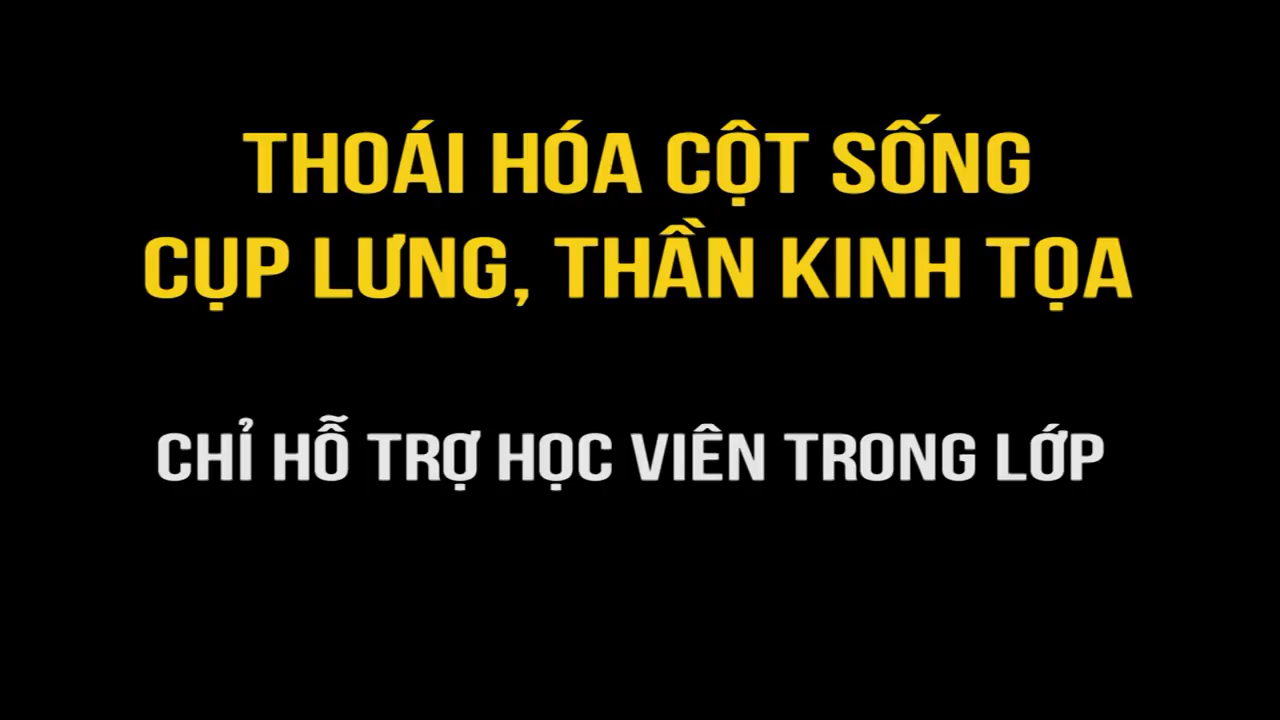 THOÁI HÓA CỘT SỐNG
CỤP LƯNG, THẦN KINH TỌA
CHỈ HỖ TRỢ HỌC VIÊN TRONG LỚP